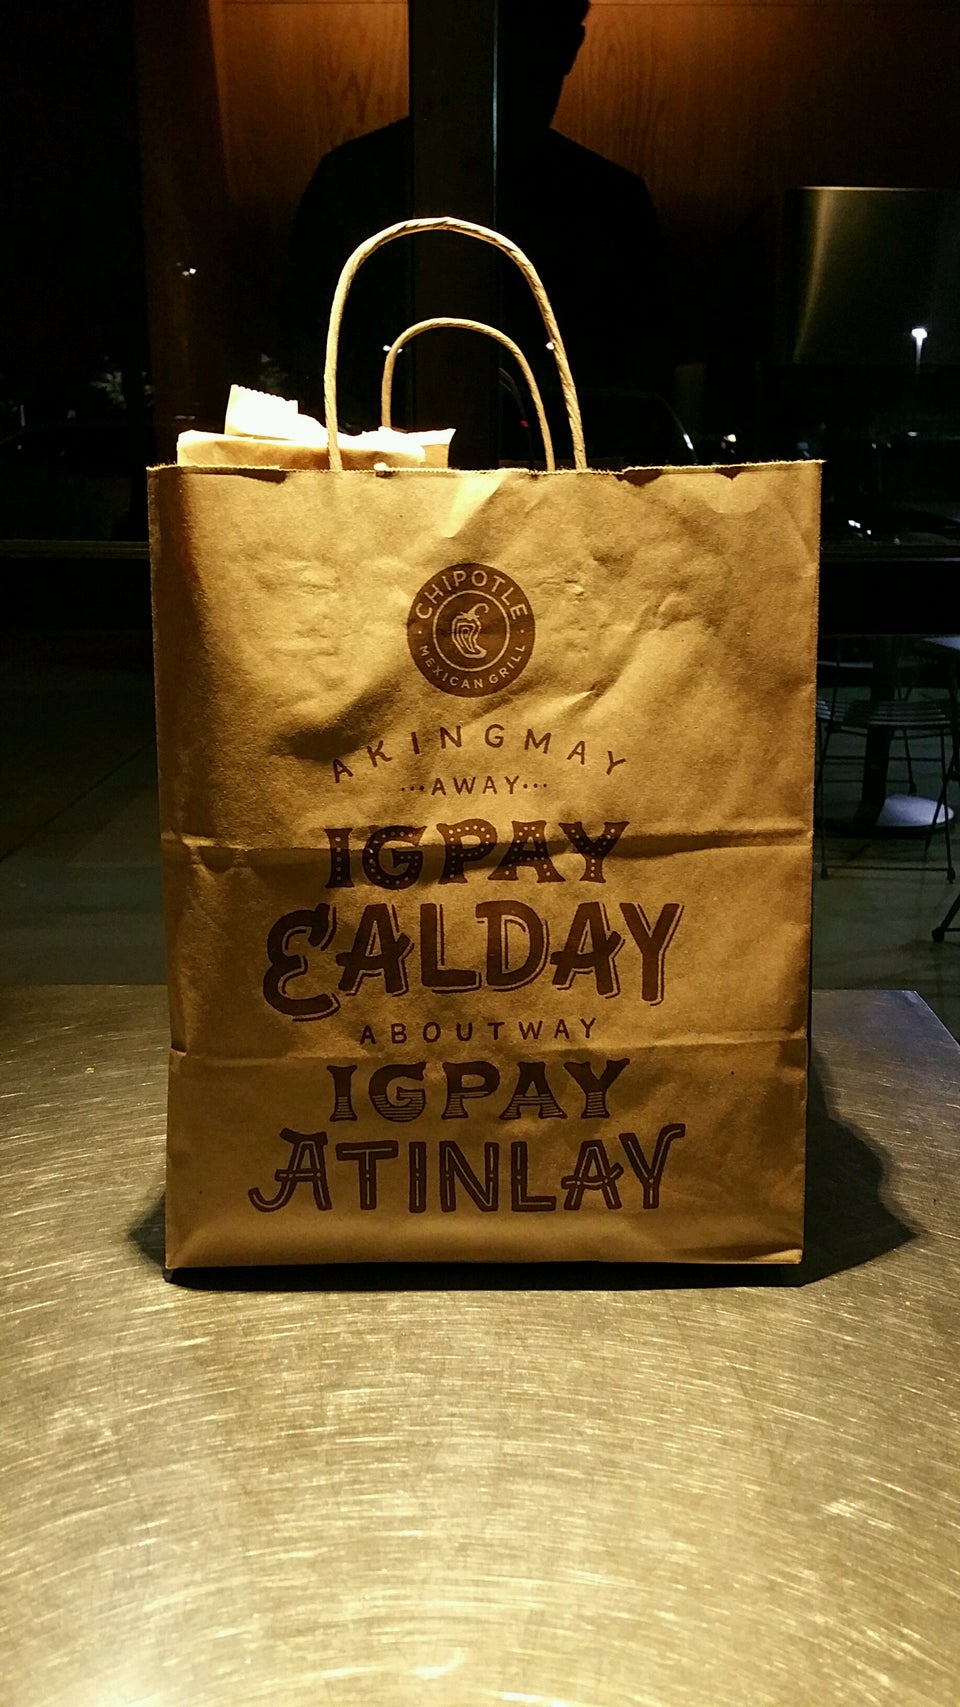 CHIPOTLE
MEXICAN GRILL
AKINGMAY
...AWAY...
IGPAY
EALDAY
ABOUTWAY
IGPAY
ATINLAY